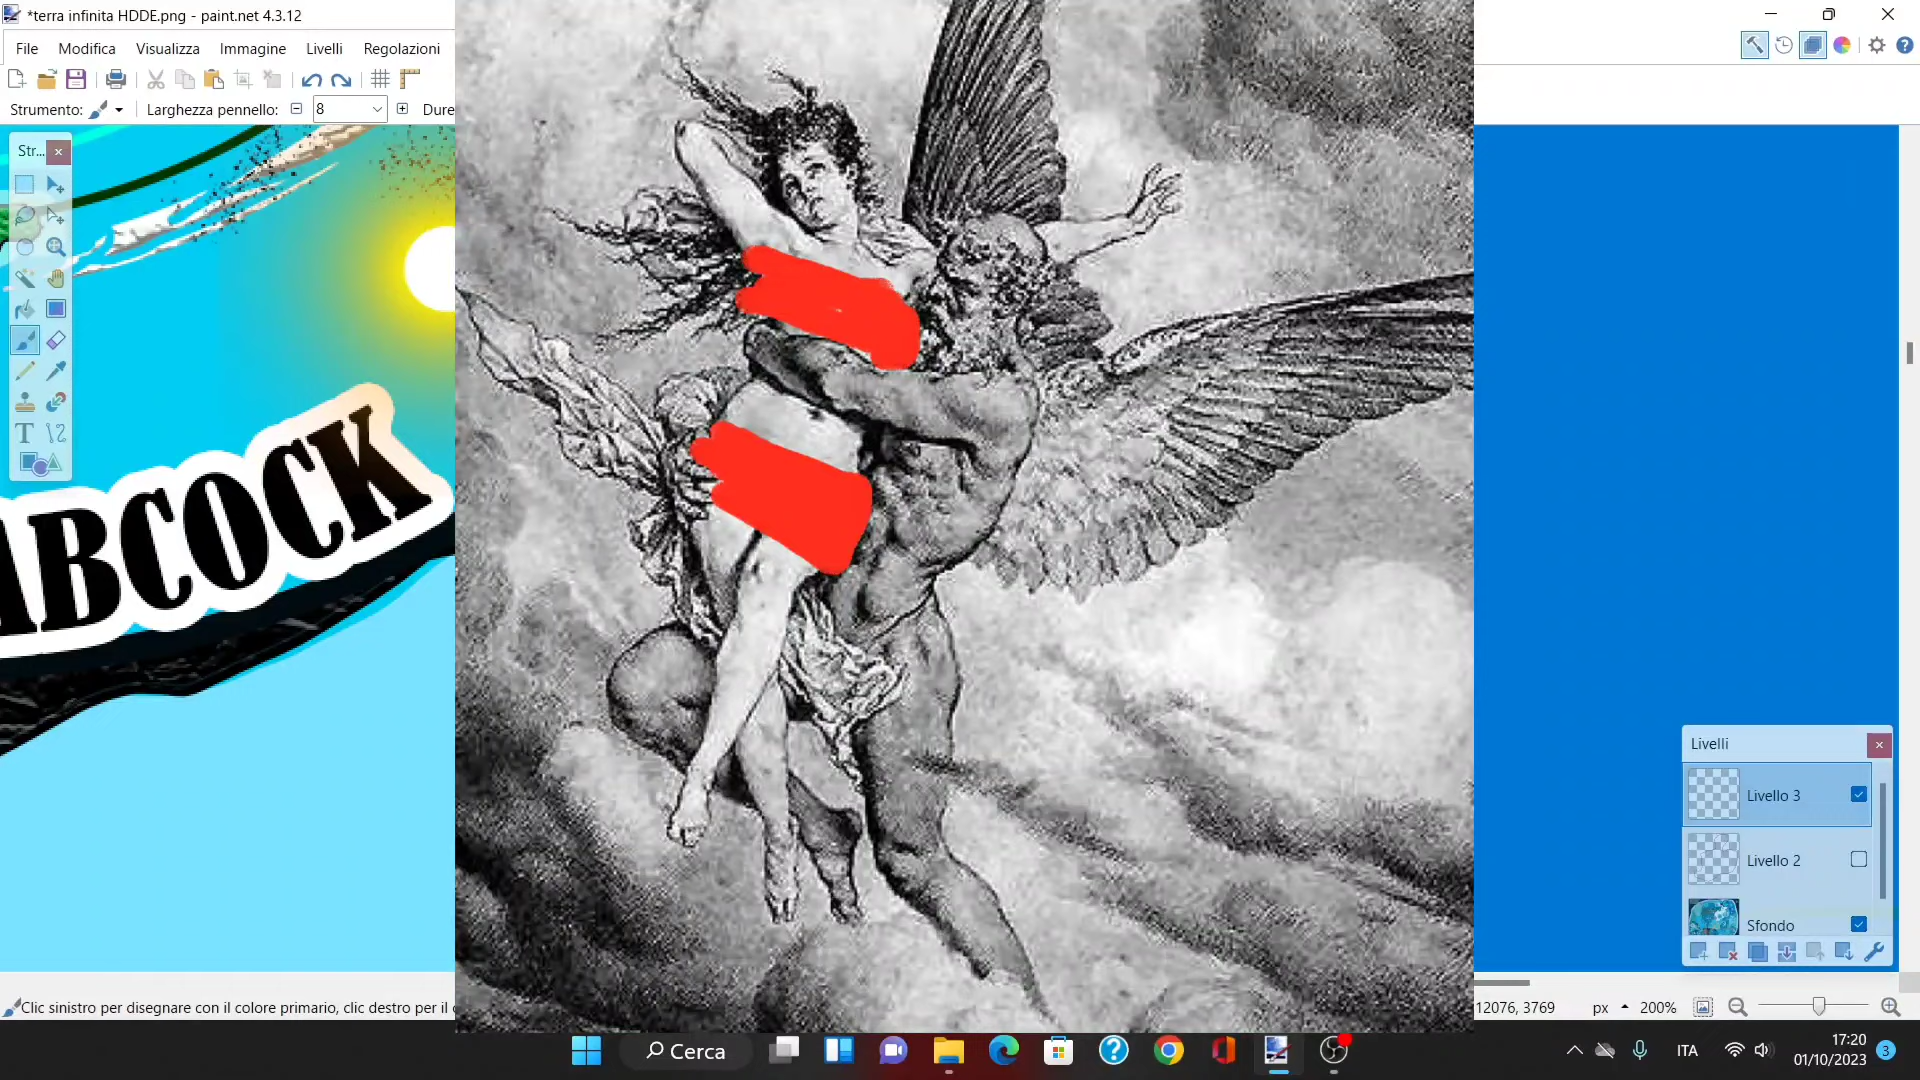 *terra infinita HDDE.png - paint.net 4.3.12
File Modifica Visualizza Immagine Livelli Regolazioni
Strumento: Larghezza pennello: 8 Dure
Str...
ABCOCK
Livelli
Livello 3
Livello 2
Sfondo
Clic sinistro per disegnare con il colore primario, clic destro per il
12076, 3769 px 200%
Cerca
ITA
17:20
01/10/2023
3